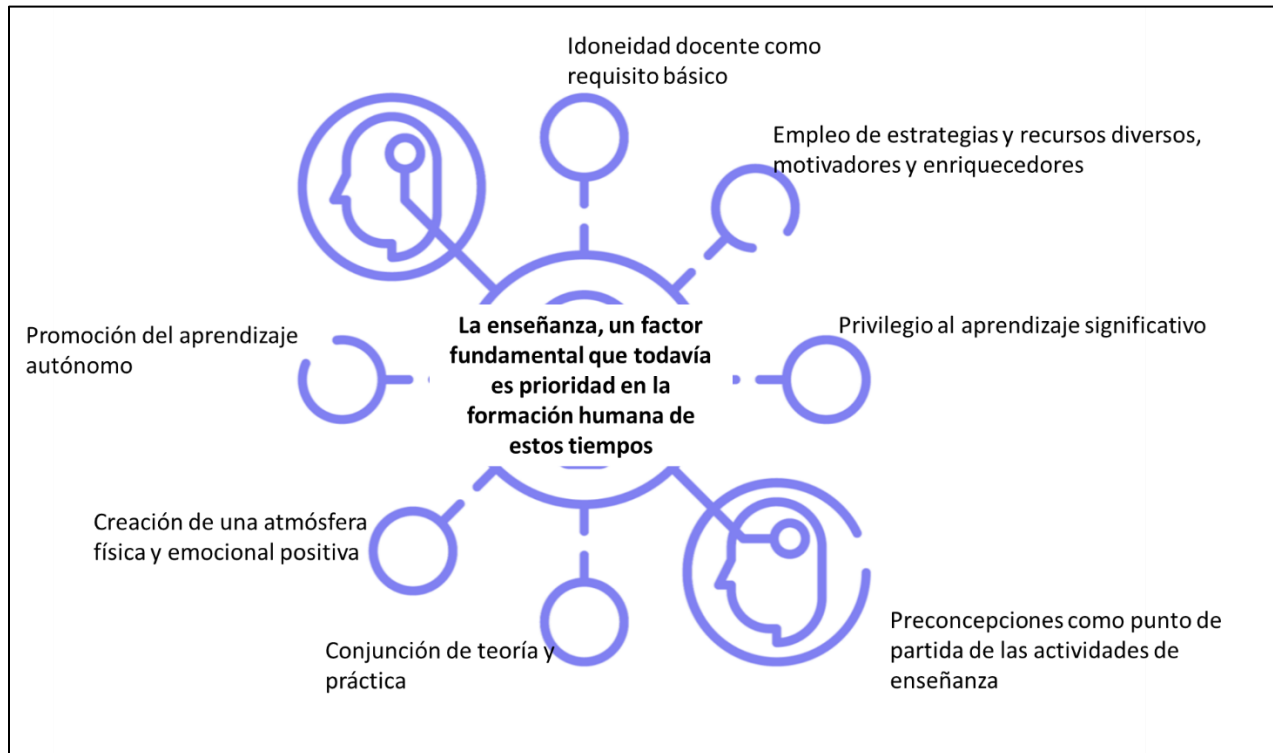 Idoneidad docente como
requisito básico
Empleo de estrategias y recursos diversos,
motivadores y enriquecedores
Promoción del aprendizaje
autónomo
La enseñanza, un factor
fundamental que todavía
es prioridad en la
formación humana de
estos tiempos
Privilegio al aprendizaje significativo
Creación de una atmósfera
física y emocional positiva
Conjunción de teoría y
práctica
Preconcepciones como punto de
partida de las actividades de
enseñanza